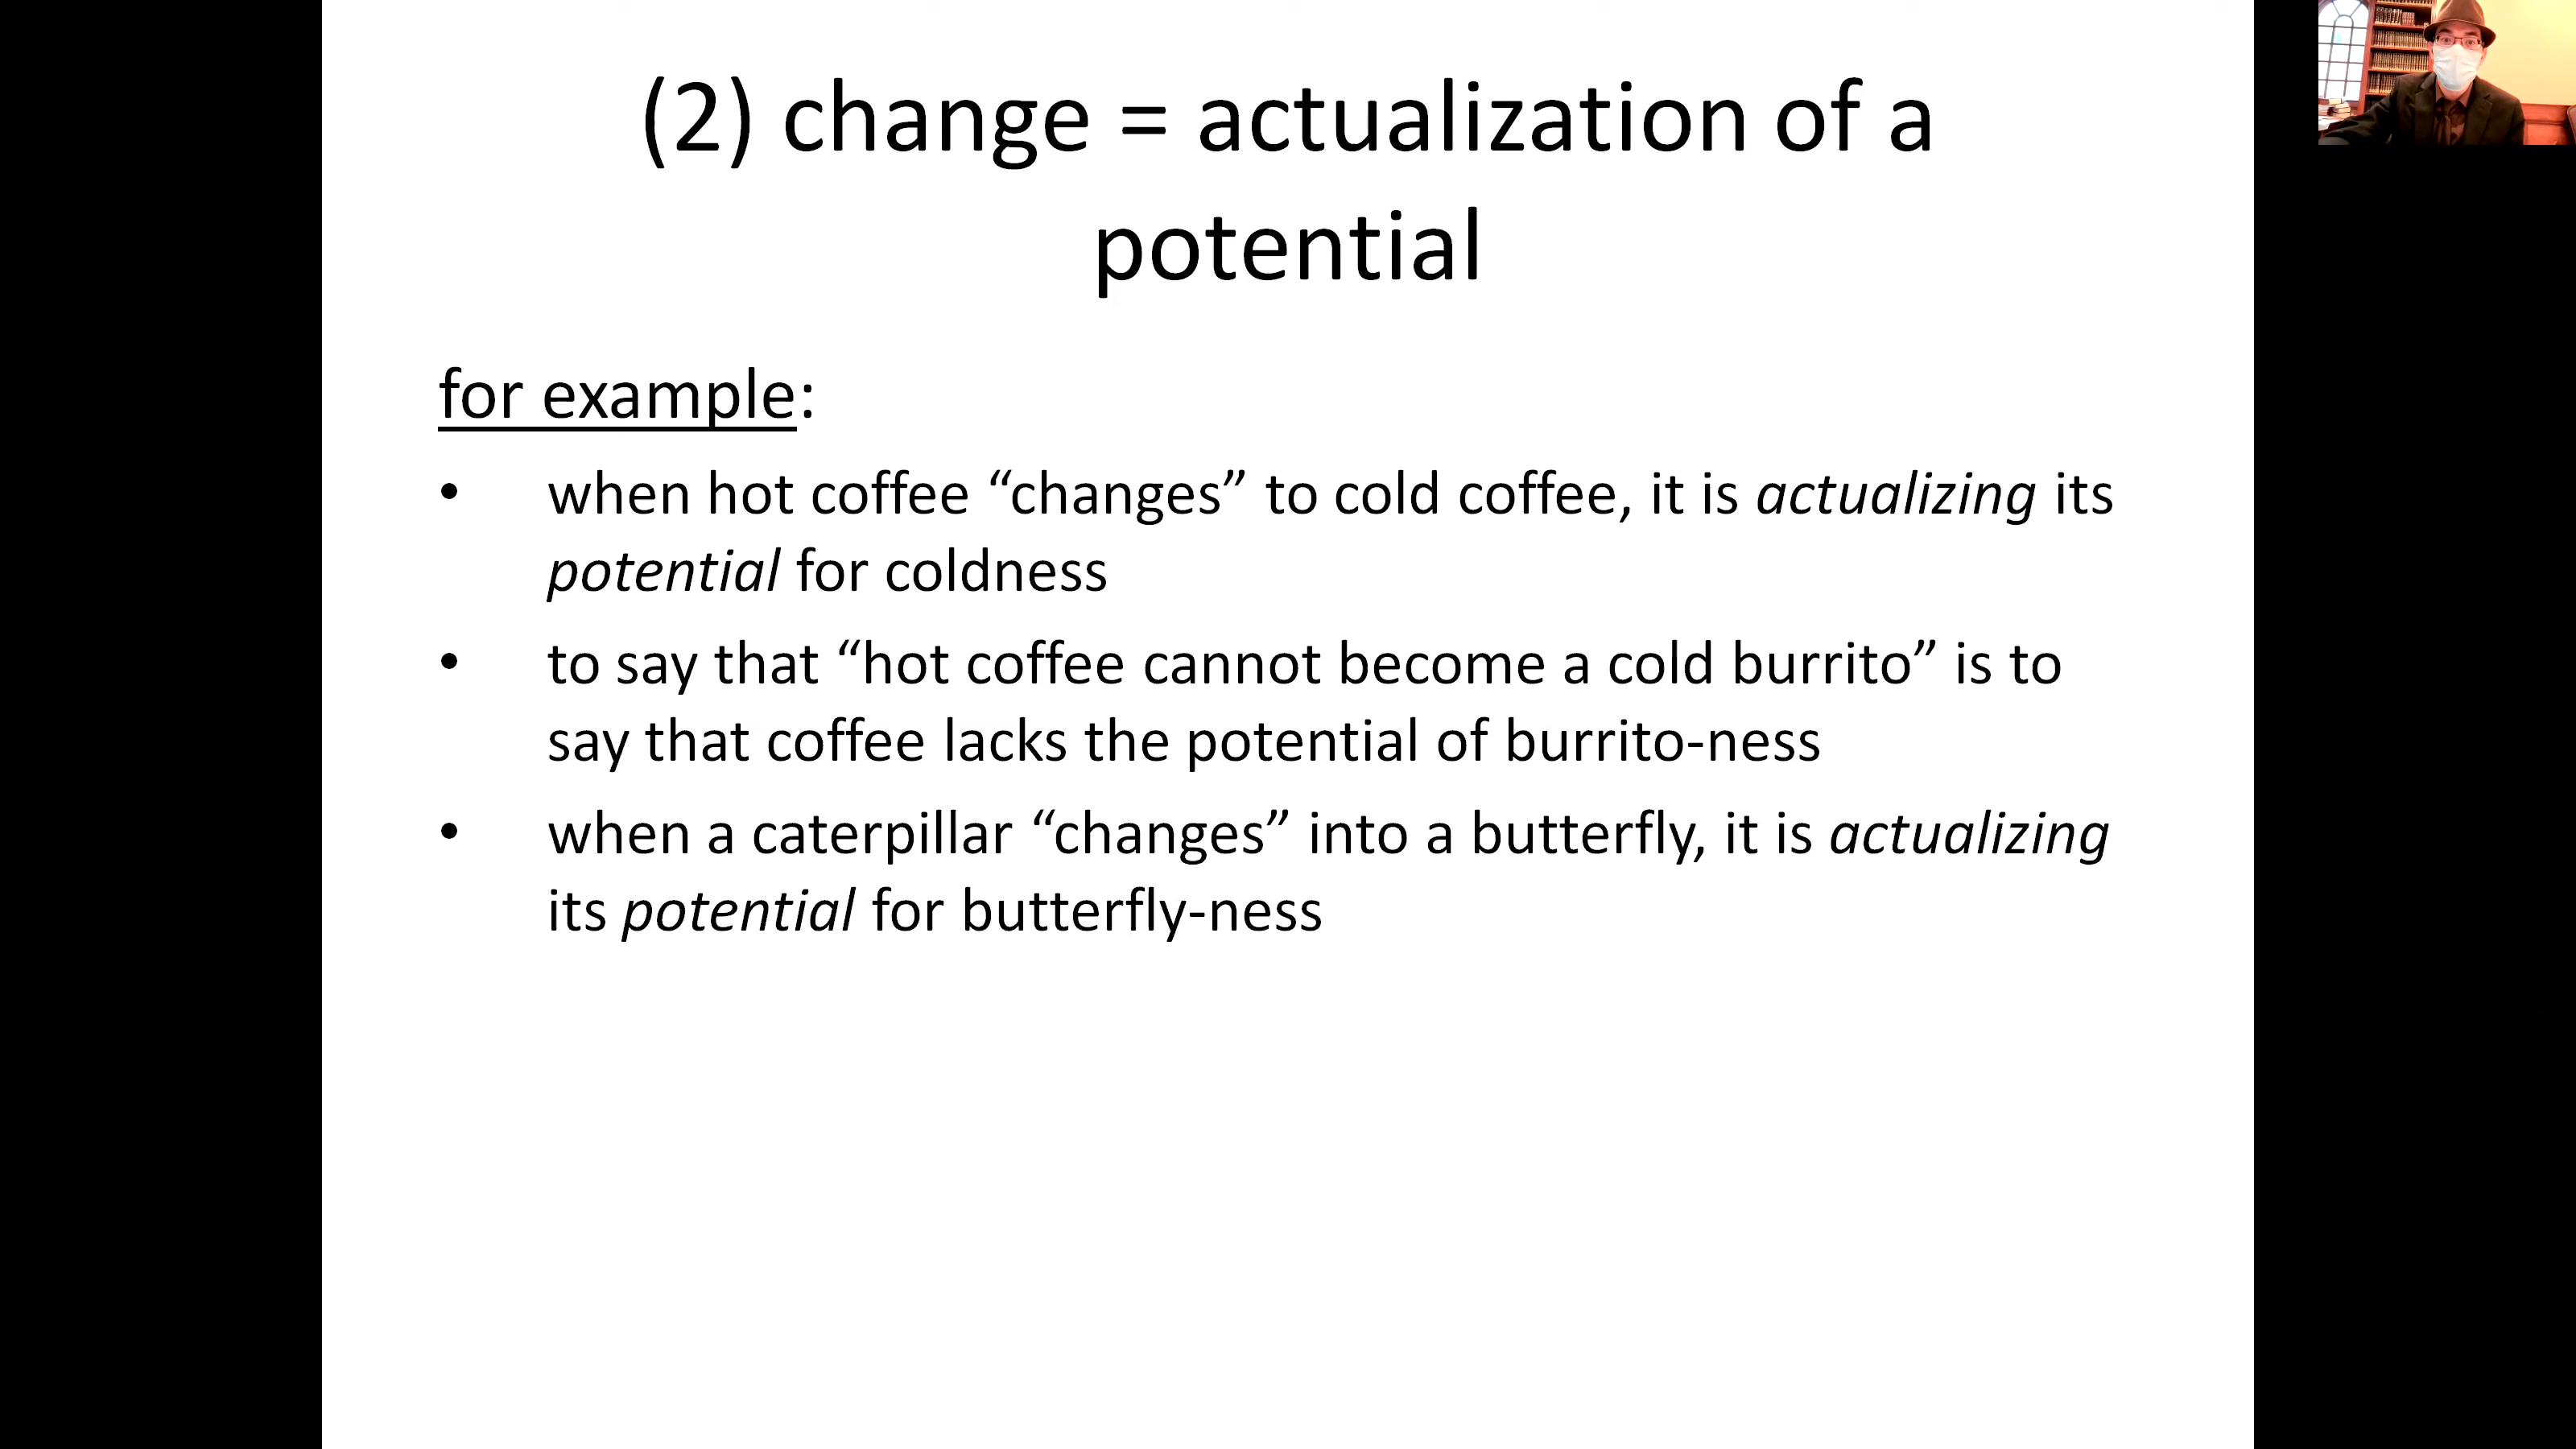 (2) change = actualization of a
potential
for example:
• when hot coffee “changes” to cold coffee, it is actualizing its
potential for coldness
• to say that “hot coffee cannot become a cold burrito” is to
say that coffee lacks the potential of burrito-ness
• when a caterpillar “changes” into a butterfly, it is actualizing
its potential for butterfly-ness